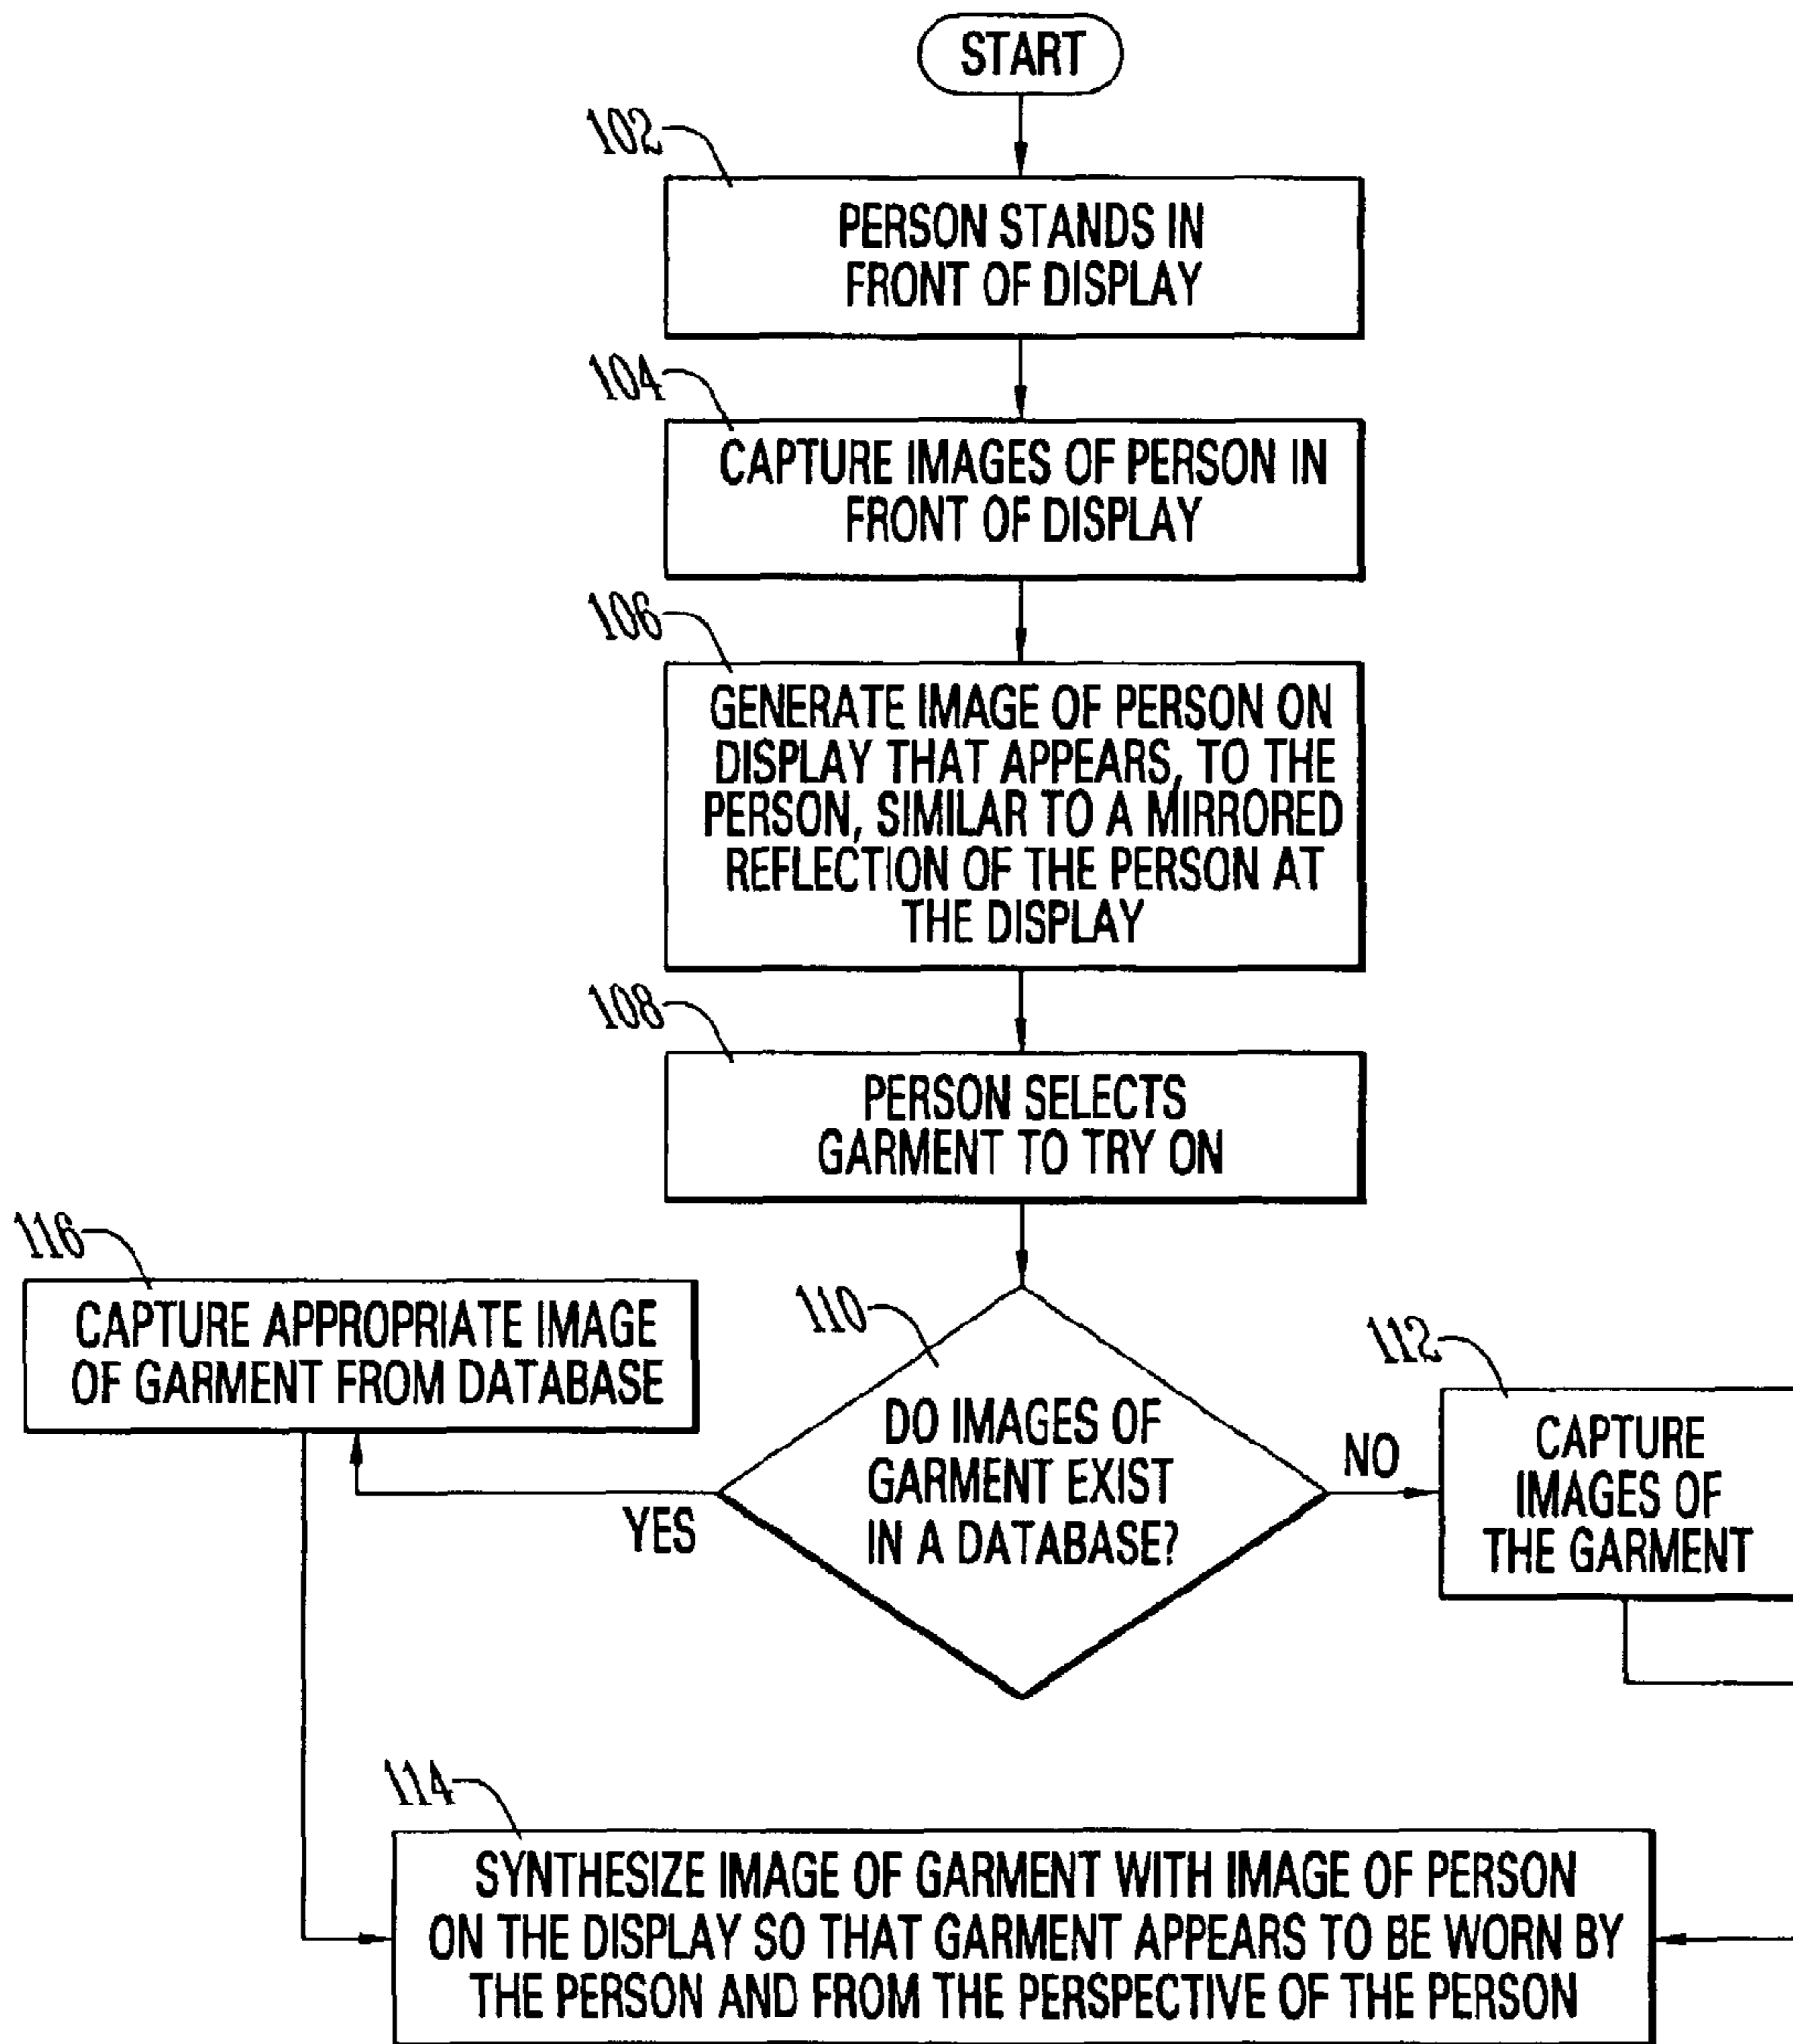 START
102
PERSON STANDS IN
FRONT OF DISPLAY
104
CAPTURE IMAGES OF PERSON IN
FRONT OF DISPLAY
106
GENERATE IMAGE OF PERSON ON
DISPLAY THAT APPEARS, TO THE
PERSON, SIMILAR TO A MIRRORED
REFLECTION OF THE PERSON AT
THE DISPLAY
108
PERSON SELECTS
GARMENT TO TRY ON
116
CAPTURE APPROPRIATE IMAGE
OF GARMENT FROM DATABASE
110
DO IMAGES OF
GARMENT EXIST
IN A DATABASE?
YES
NO
112
CAPTURE
IMAGES OF
THE GARMENT
114
SYNTHESIZE IMAGE OF GARMENT WITH IMAGE OF PERSON
ON THE DISPLAY SO THAT GARMENT APPEARS TO BE WORN BY
THE PERSON AND FROM THE PERSPECTIVE OF THE PERSON